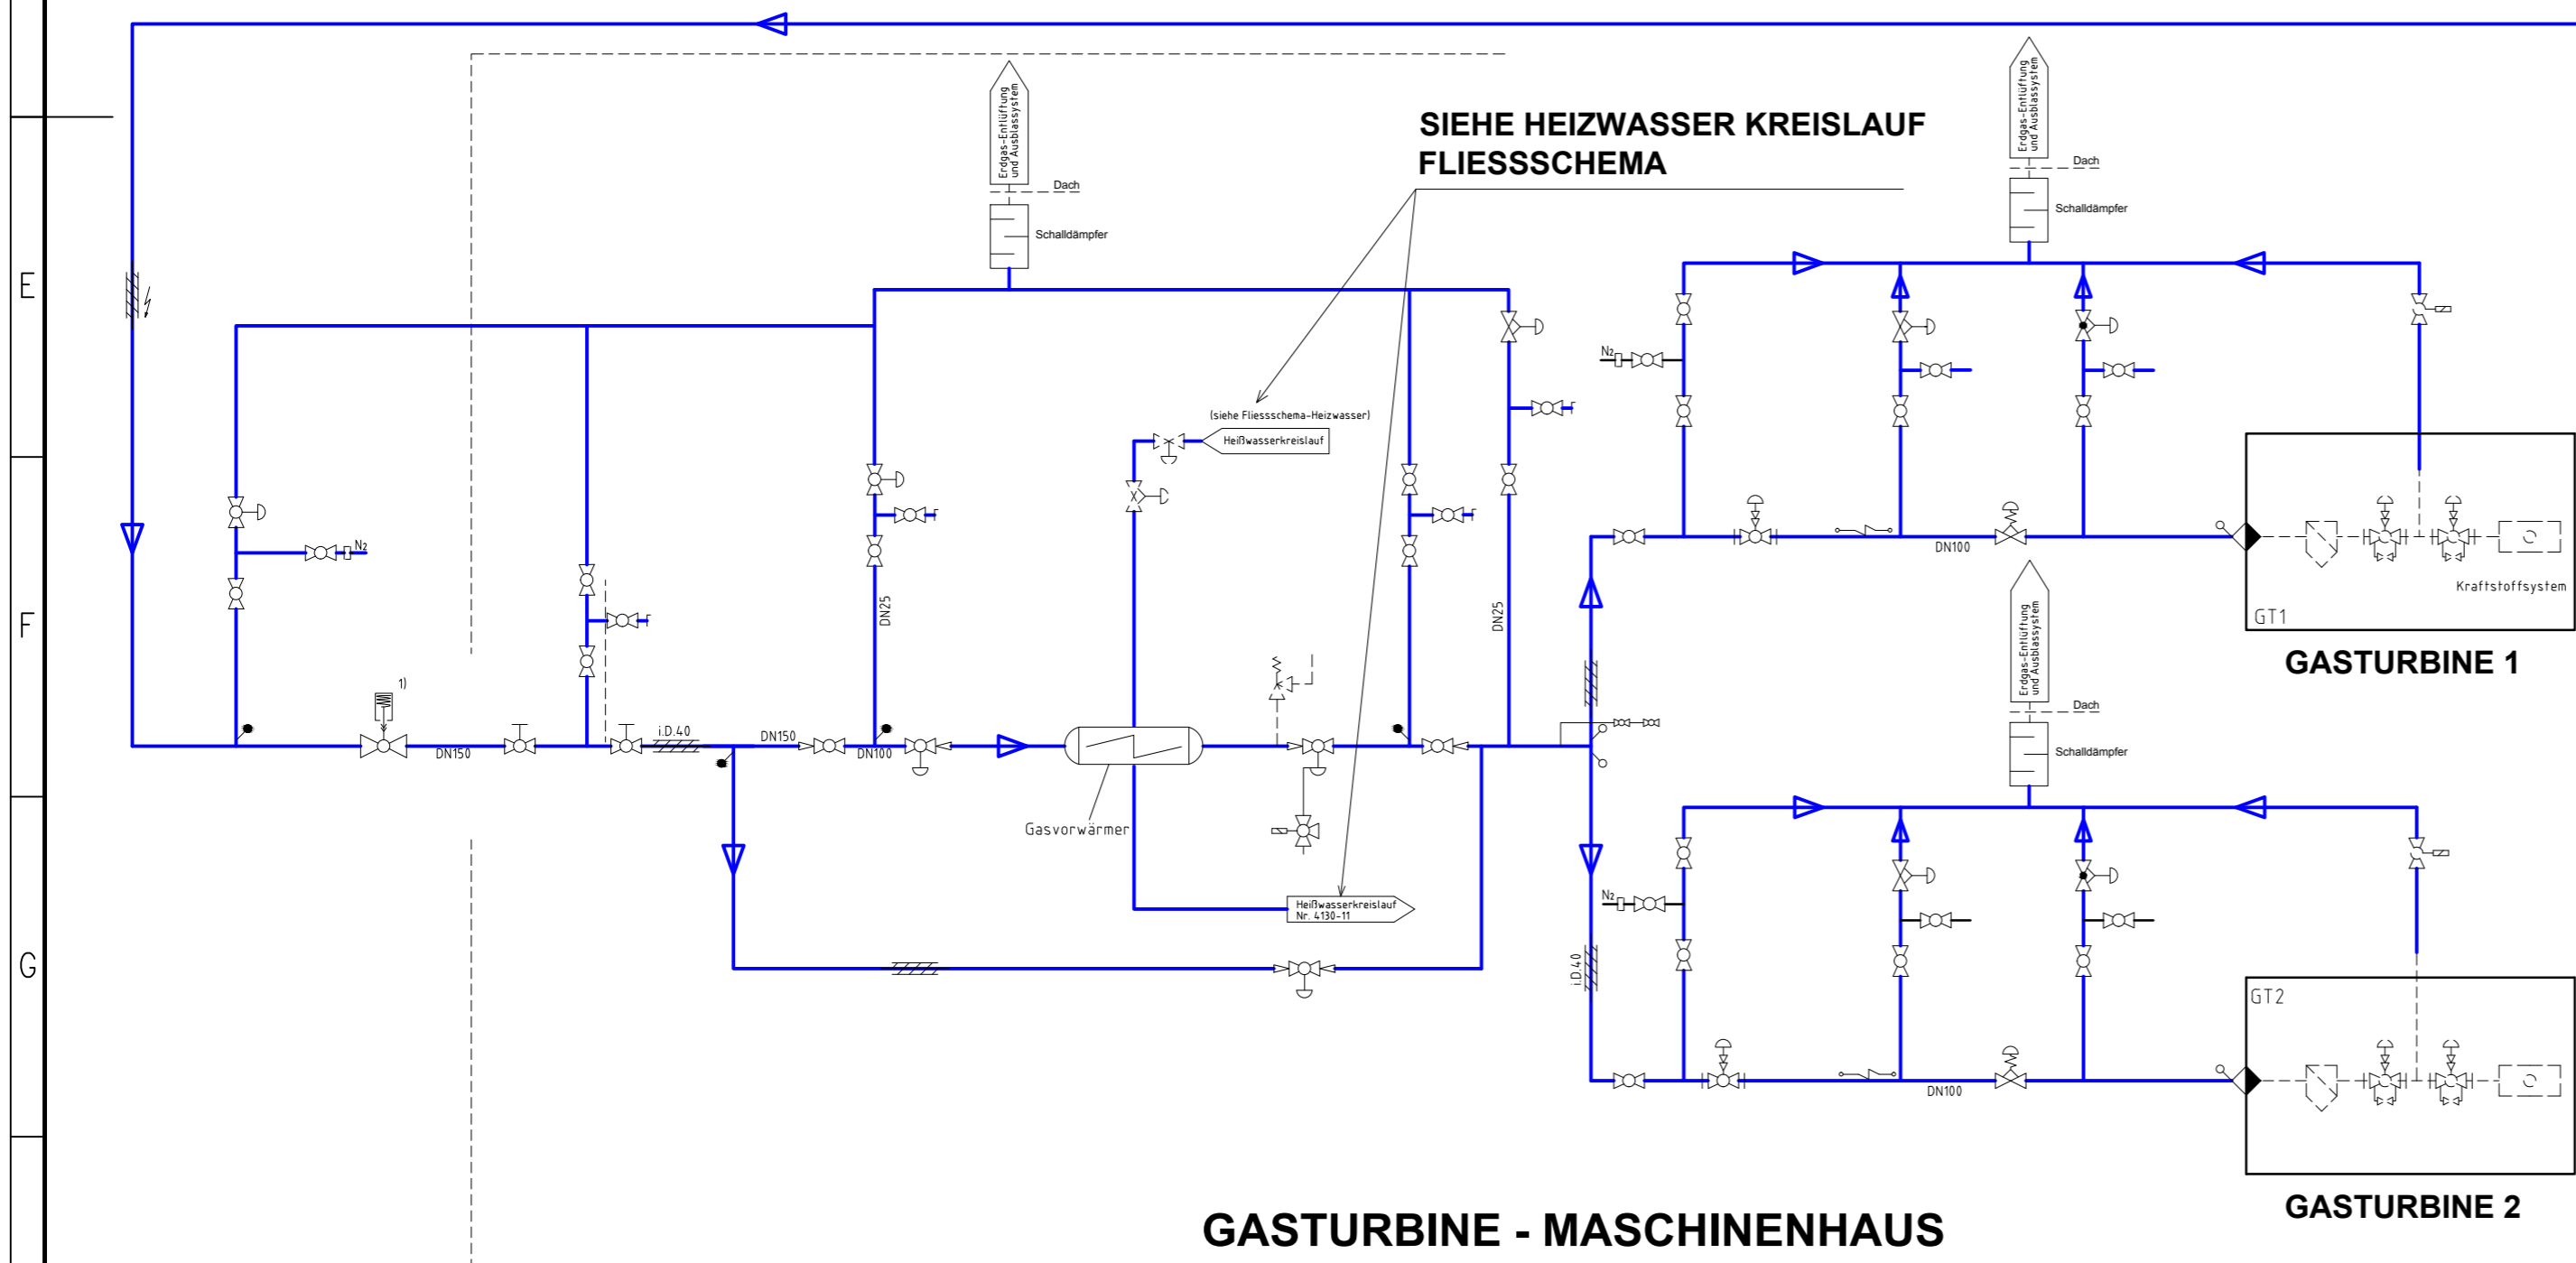 Erdgas-Entlüftung
und Ausblassystem
Dach
Schalldämpfer
SIEHE HEIZWASSER KREISLAUF
FLIESSSCHEMA
Erdgas-Entlüftung
und Ausblassystem
Dach
Schalldämpfer
E
N2
(siehe Fliessschema-Heizwasser)
Heißwasserkreislauf
N2
DN100
Kraftstoffsystem
GT1
GASTURBINE 1
F
DN25
DN25
Erdgas-Entlüftung
und Ausblassystem
Dach
Schalldämpfer
1)
i.D.40
DN150
DN150
DN100
Gasvorwärmer
Heißwasserkreislauf
Nr. 4130-11
N2
G
i.D.40
GT2
DN100
GASTURBINE 2
GASTURBINE - MASCHINENHAUS